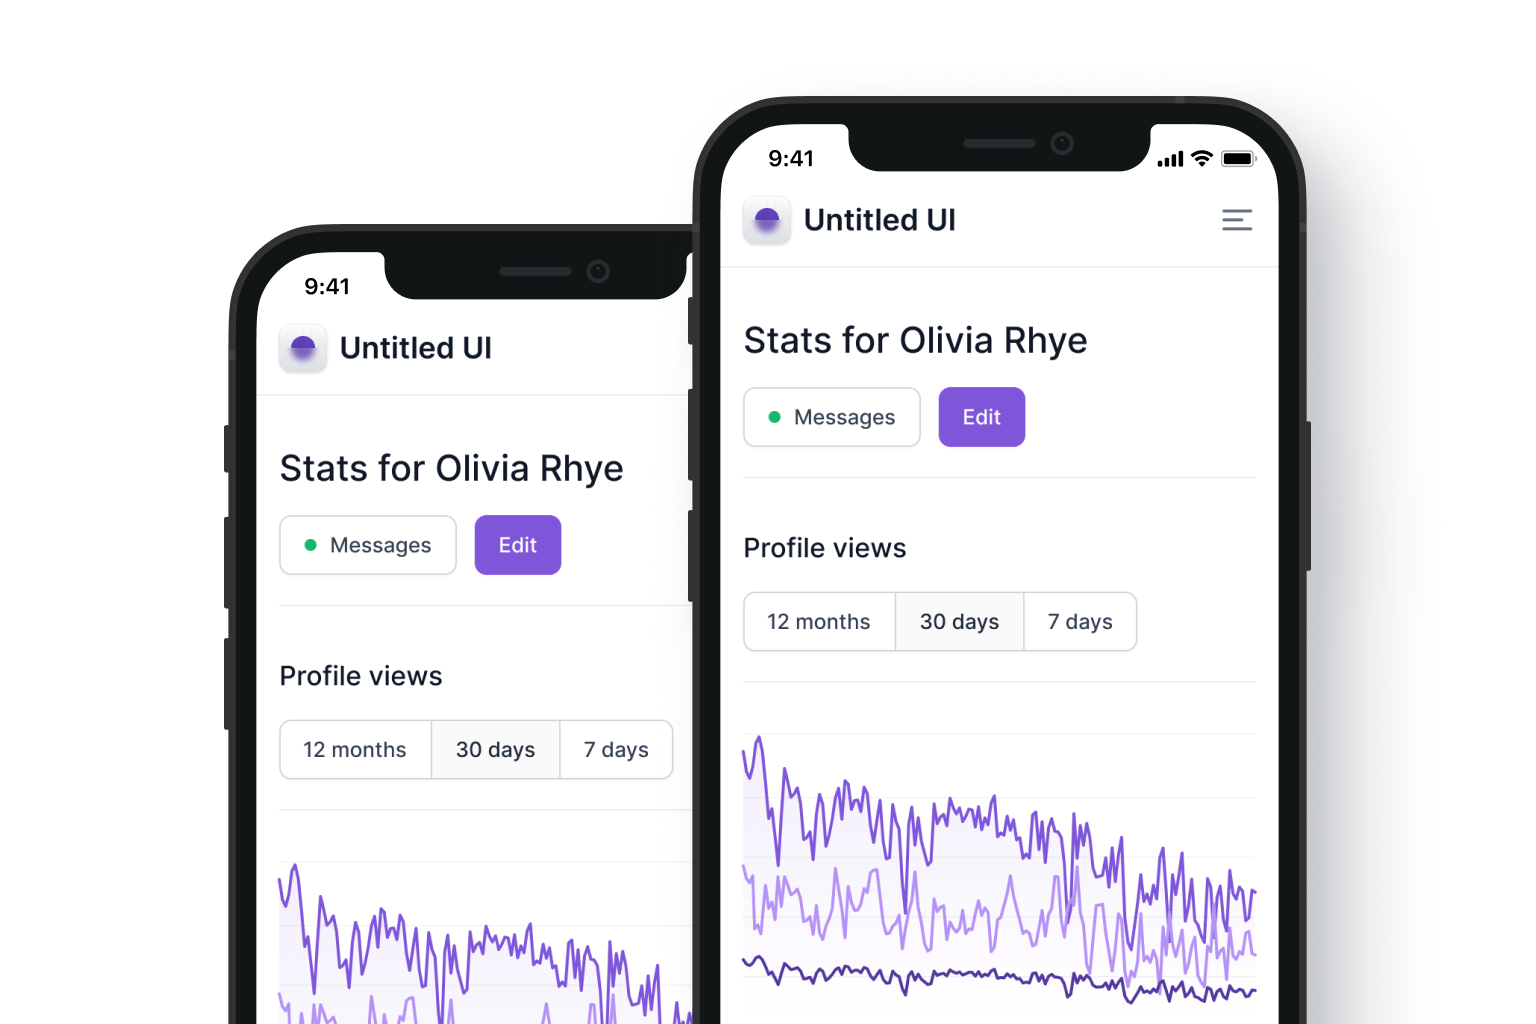 9:41
Untitled UI
Stats for Olivia Rhye
Messages
Edit
Profile views
12 months
30 days
7 days
9:41
Untitled UI
Stats for Olivia Rhye
Messages
Edit
Profile views
12 months
30 days
7 days